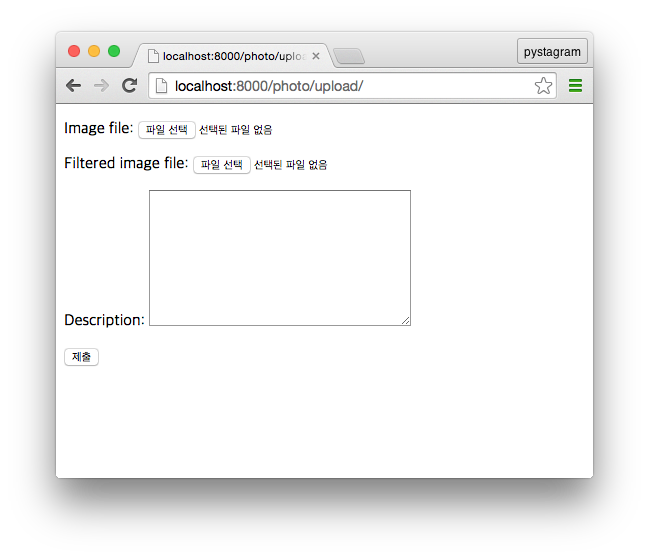 localhost:8000/photo/uploa
pystagram
localhost:8000/photo/upload/
Image file: 파일 선택 선택된 파일 없음
Filtered image file: 파일 선택 선택된 파일 없음
Description:
제출